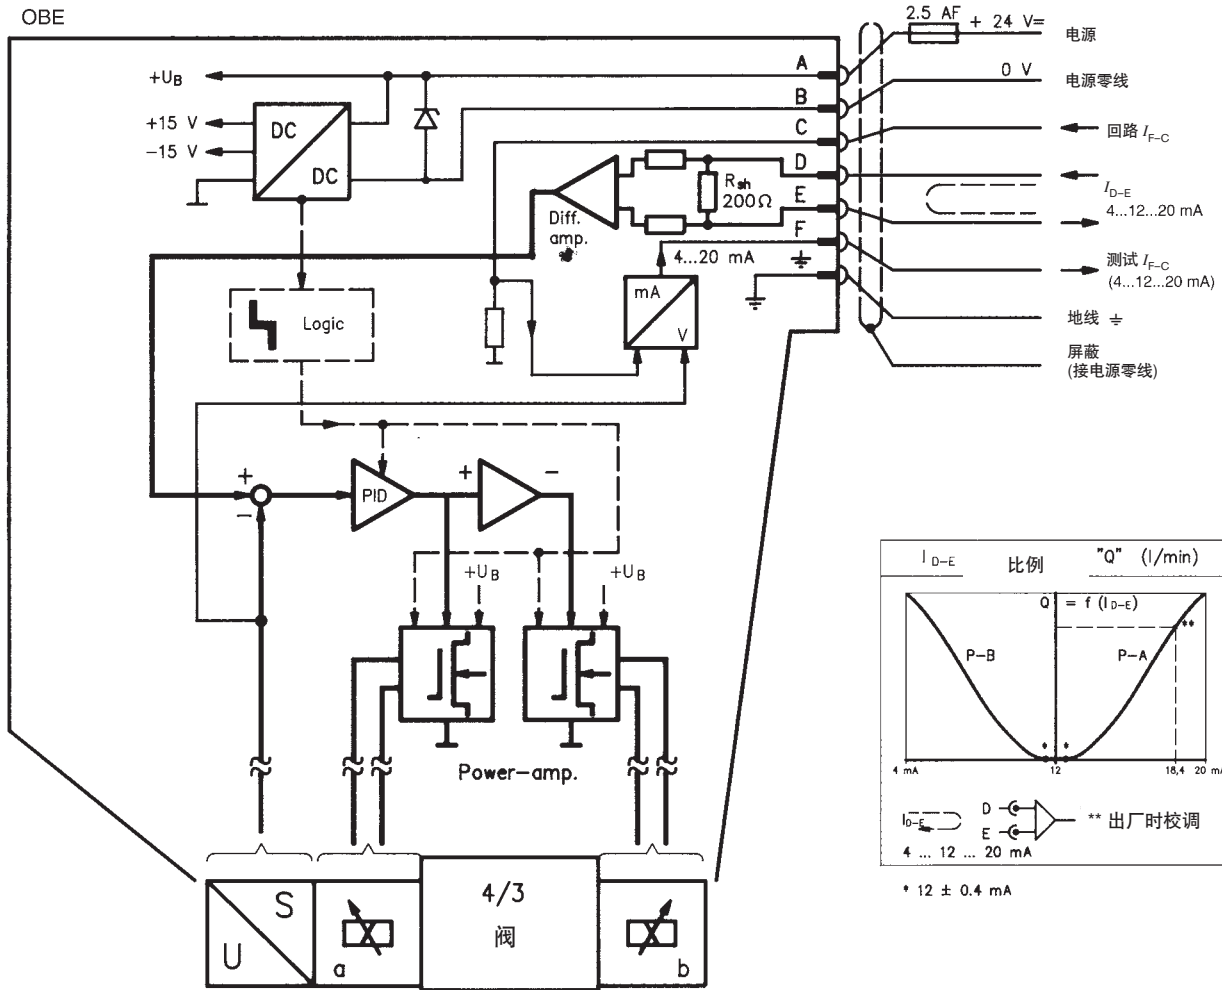 OBE
2.5 AF
+ 24 V=
电源
A
+U_B
0 V
电源零线
B
+15 V
DC
C
回路 I_F-C
-15 V
DC
D
R_sh
200Ω
I_D-E
4...12...20 mA
E
Diff.
amp.
F
4...20 mA
测试 I_F-C
(4...12...20 mA)
mA
V
地线
Logic
屏蔽
(接电源零线)
+
−
PID
+
−
+U_B
+U_B
Power-amp.
S
U
a
4/3
阀
b
I_D-E
比例
"Q" (l/min)
Q = f (I_D-E)
**
P-B
P-A
*
*
4 mA
12
18,4
20 mA
I_D-E
D
E
** 出厂时校调
4 ... 12 ... 20 mA
* 12 ± 0.4 mA